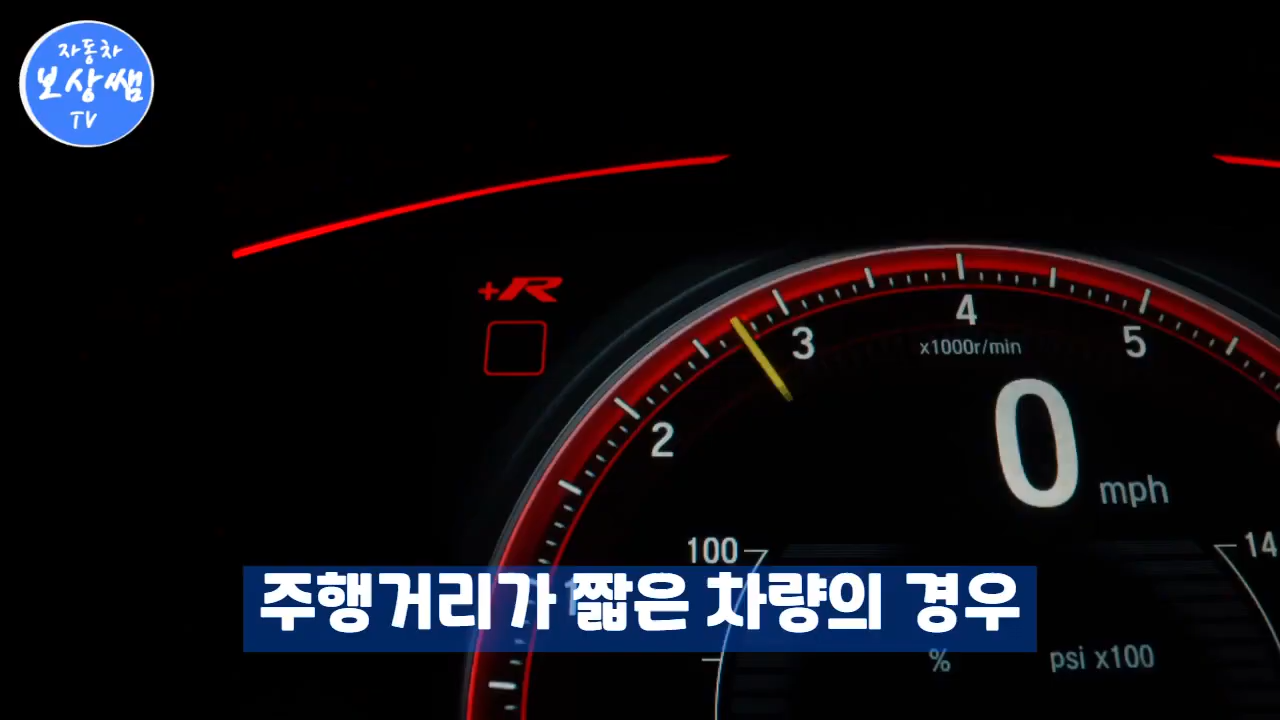 자동차
보상쌤
TV
+R
4
3
5
x1000r/min
2
0
mph
100
14
1
주행거리가 짧은 차량의 경우
%
psi x100